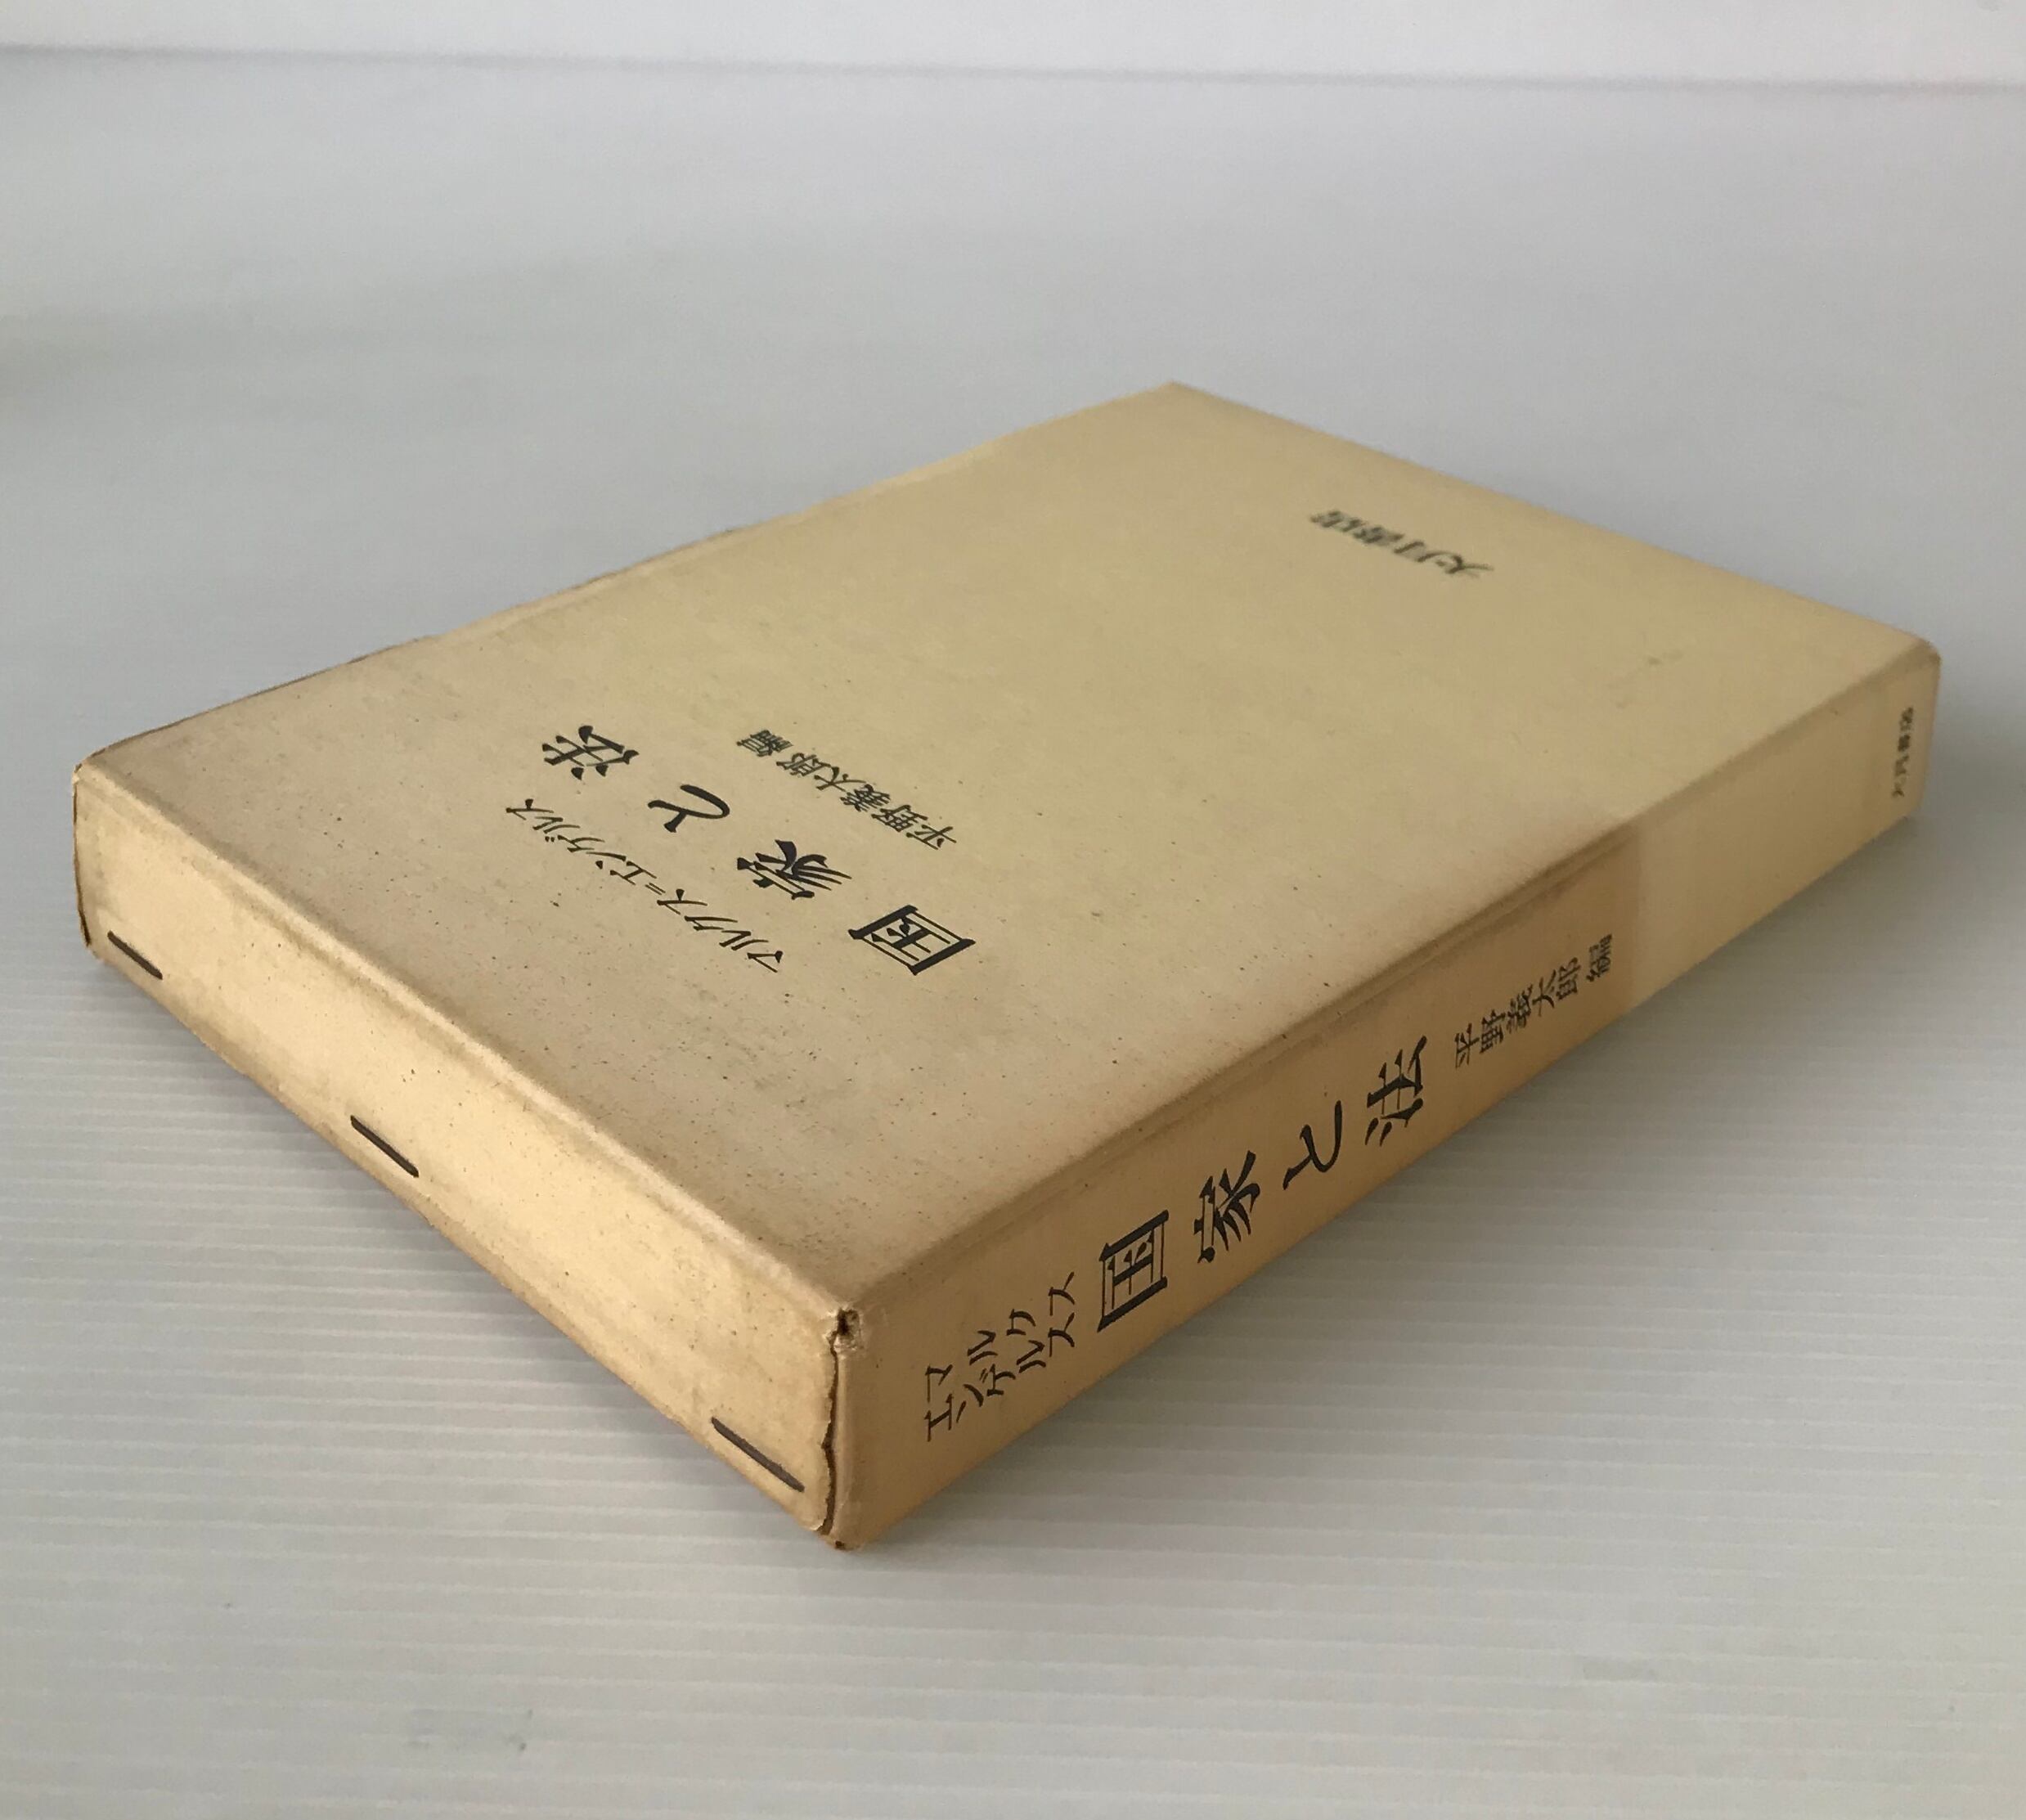 マルクス=エンゲルス
国家と法
平野義太郎編
大月書店
マルクス
エンゲルス
国家と法
平野義太郎 編
大月書店